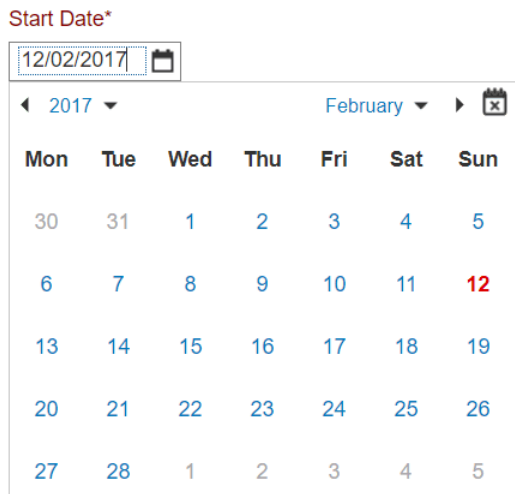 Start Date*
12/02/2017
2017 February
Mon Tue Wed Thu Fri Sat Sun
30 31 1 2 3 4 5
6 7 8 9 10 11 12
13 14 15 16 17 18 19
20 21 22 23 24 25 26
27 28 1 2 3 4 5